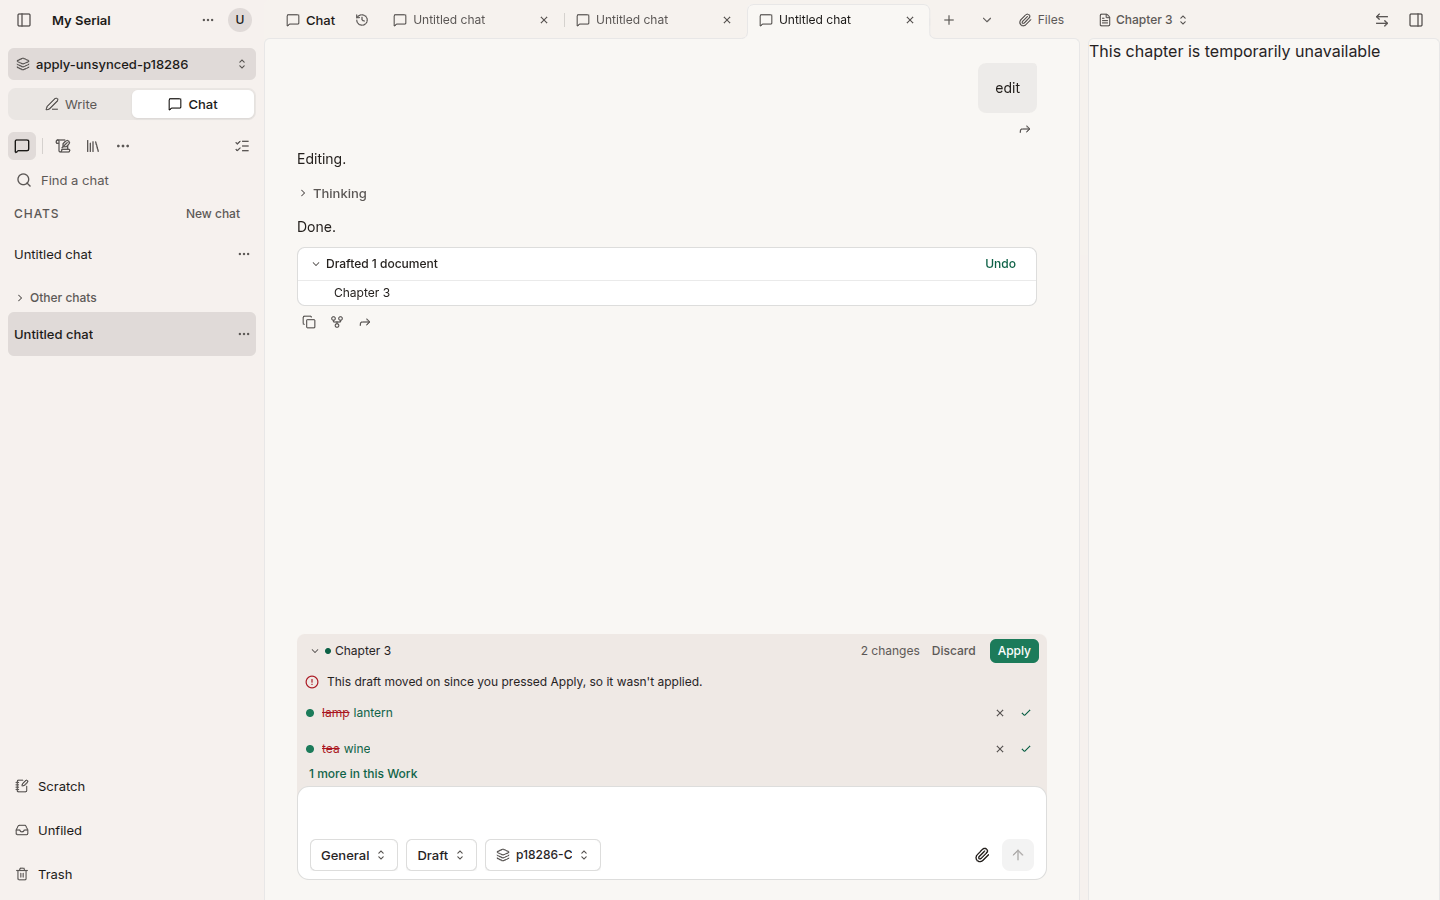 My Serial
U
apply-unsynced-p18286
Write
Chat
Find a chat
CHATS
New chat
Untitled chat
Other chats
Untitled chat
Scratch
Unfiled
Trash
Chat
Untitled chat
Untitled chat
Untitled chat
Files
Chapter 3
edit
Editing.
Thinking
Done.
Drafted 1 document
Undo
Chapter 3
Chapter 3
2 changes
Discard
Apply
This draft moved on since you pressed Apply, so it wasn't applied.
lamp lantern
tea wine
1 more in this Work
General
Draft
p18286-C
This chapter is temporarily unavailable